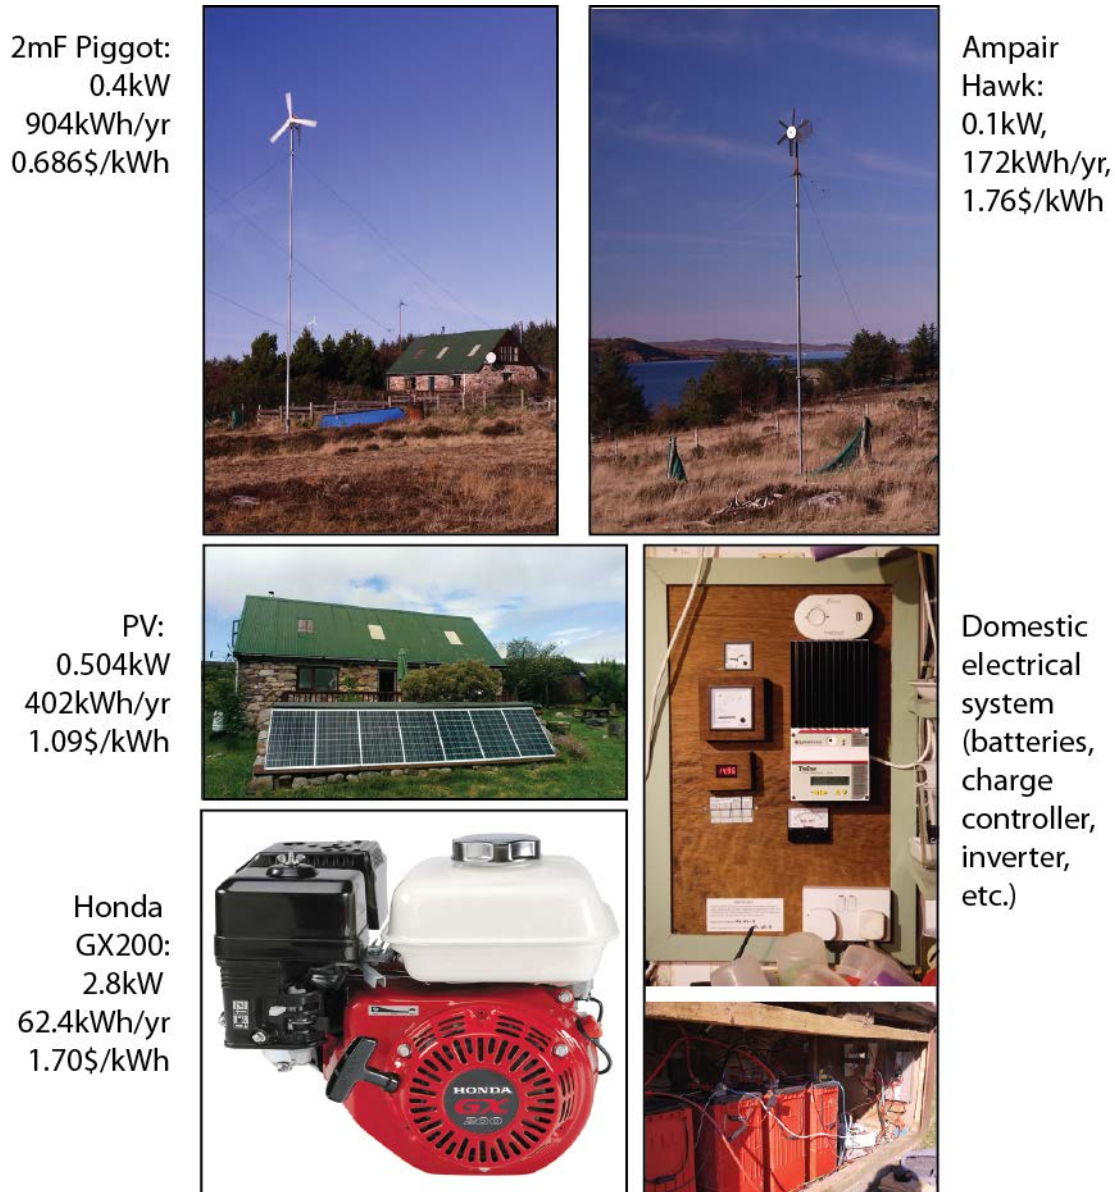 2mF Piggot:
0.4kW
904kWh/yr
0.686$/kWh
Ampair
Hawk:
0.1kW,
172kWh/yr,
1.76$/kWh
PV:
0.504kW
402kWh/yr
1.09$/kWh
Domestic
electrical
system
(batteries,
charge
controller,
inverter,
etc.)
Honda
GX200:
2.8kW
62.4kWh/yr
1.70$/kWh
HONDA
GX
200